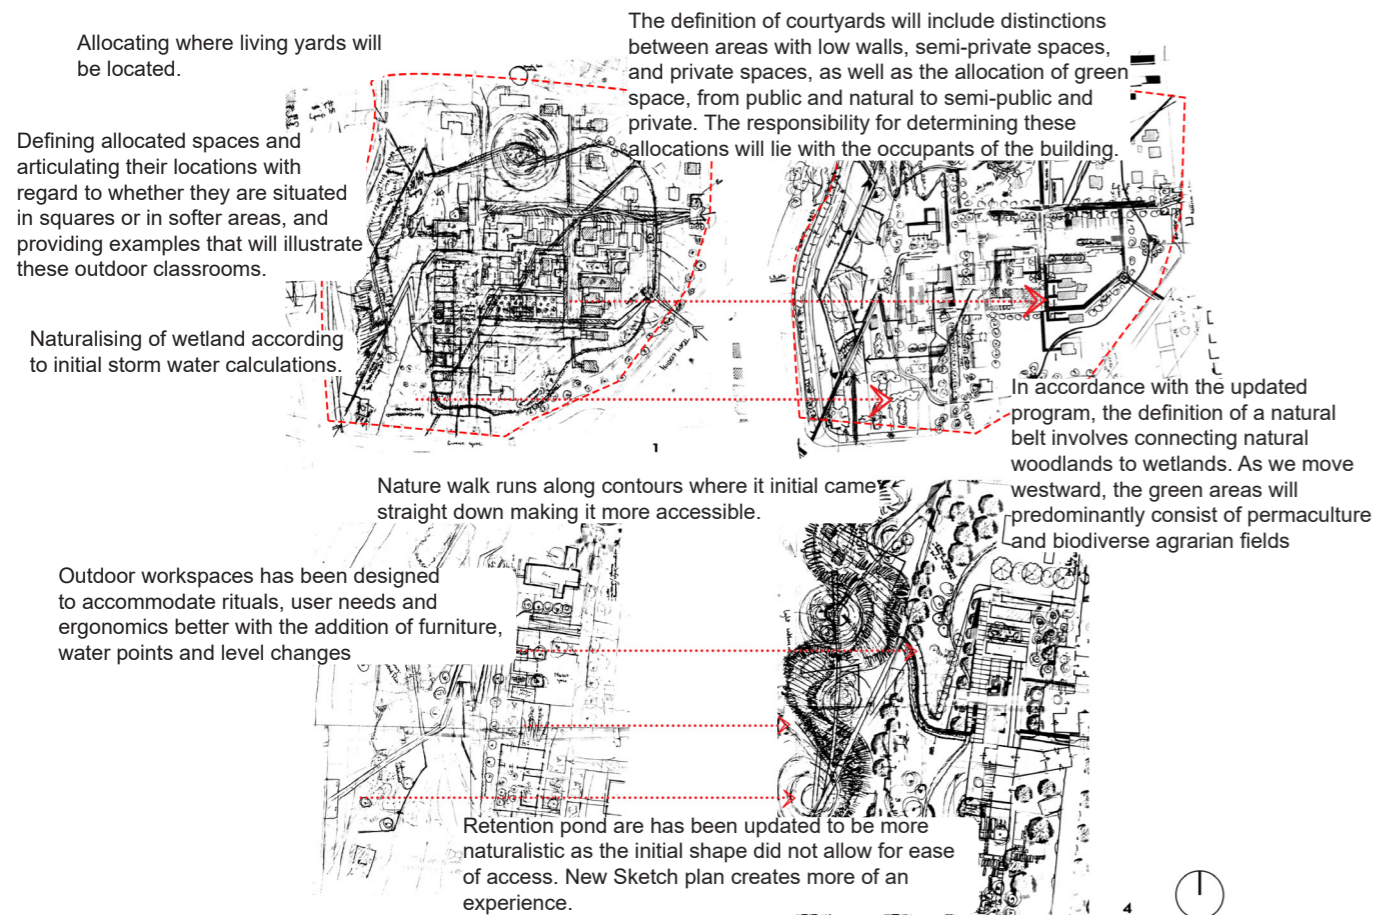 Allocating where living yards will
be located.
The definition of courtyards will include distinctions
between areas with low walls, semi-private spaces,
and private spaces, as well as the allocation of green
space, from public and natural to semi-public and
private. The responsibility for determining these
allocations will lie with the occupants of the building.
Defining allocated spaces and
articulating their locations with
regard to whether they are situated
in squares or in softer areas, and
providing examples that will illustrate
these outdoor classrooms.
Naturalising of wetland according
to initial storm water calculations.
1
In accordance with the updated
program, the definition of a natural
belt involves connecting natural
woodlands to wetlands. As we move
westward, the green areas will
predominantly consist of permaculture
and biodiverse agrarian fields
Nature walk runs along contours where it initial came
straight down making it more accessible.
Outdoor workspaces has been designed
to accommodate rituals, user needs and
ergonomics better with the addition of furniture,
water points and level changes
Retention pond are has been updated to be more
naturalistic as the initial shape did not allow for ease
of access. New Sketch plan creates more of an
experience.
4